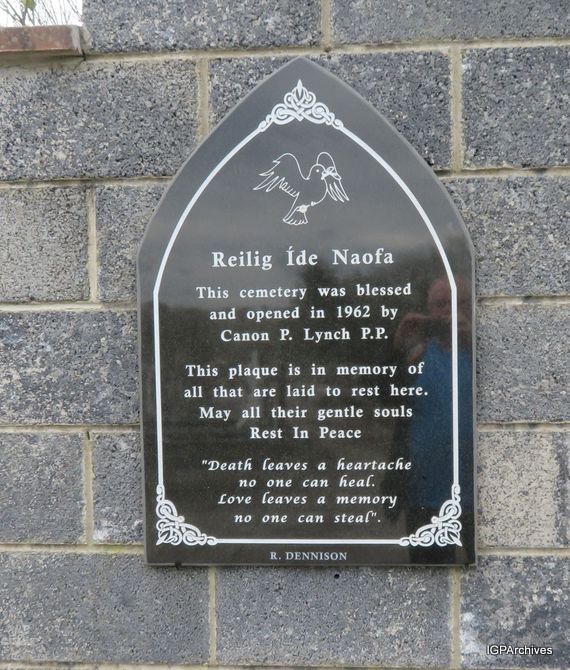 Reilig Íde Naofa
This cemetery was blessed
and opened in 1962 by
Canon P. Lynch P.P.
This plaque is in memory of
all that are laid to rest here.
May all their gentle souls
Rest In Peace
"Death leaves a heartache
no one can heal.
Love leaves a memory
no one can steal".
R. DENNISON
IGPArchives